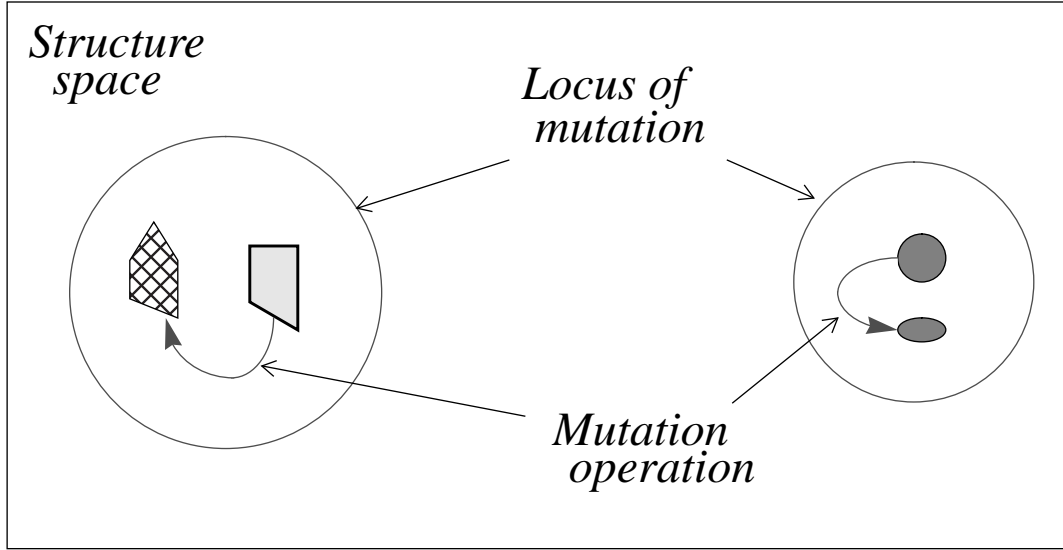 Structure
space
Locus of
mutation
Mutation
operation